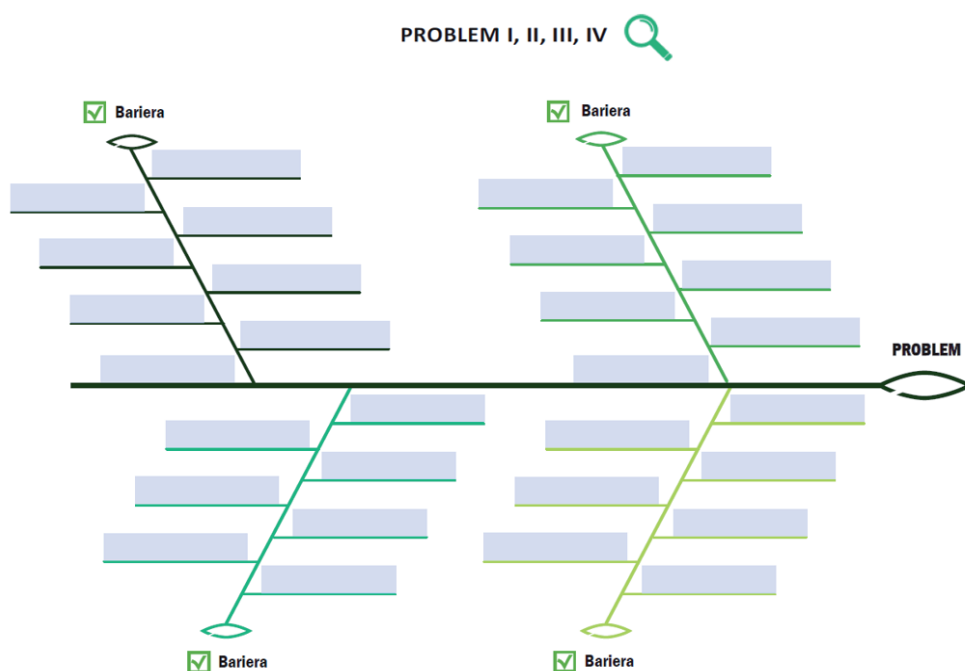 PROBLEM I, II, III, IV
Bariera
Bariera
PROBLEM
Bariera
Bariera